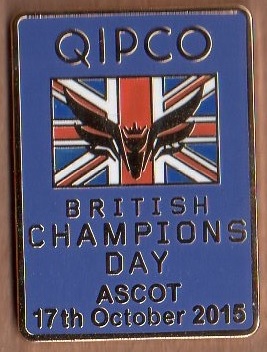 QIPCO
BRITISH
CHAMPIONS
DAY
ASCOT
17th October 2015